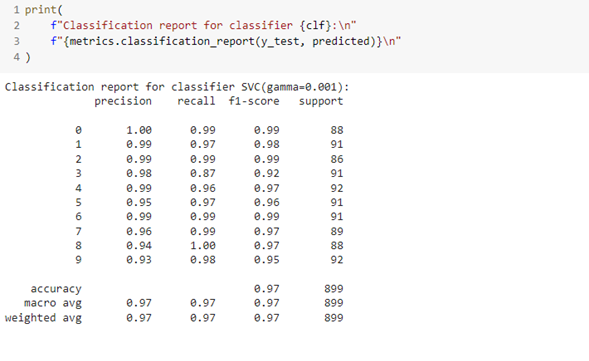 1 print(
2     f"Classification report for classifier {clf}:\n"
3     f"{metrics.classification_report(y_test, predicted)}\n"
4 )
Classification report for classifier SVC(gamma=0.001):
              precision    recall  f1-score   support
           0       1.00      0.99      0.99        88
           1       0.99      0.97      0.98        91
           2       0.99      0.99      0.99        86
           3       0.98      0.87      0.92        91
           4       0.99      0.96      0.97        92
           5       0.95      0.97      0.96        91
           6       0.99      0.99      0.99        91
           7       0.96      0.99      0.97        89
           8       0.94      1.00      0.97        88
           9       0.93      0.98      0.95        92
    accuracy                           0.97       899
   macro avg       0.97      0.97      0.97       899
weighted avg       0.97      0.97      0.97       899